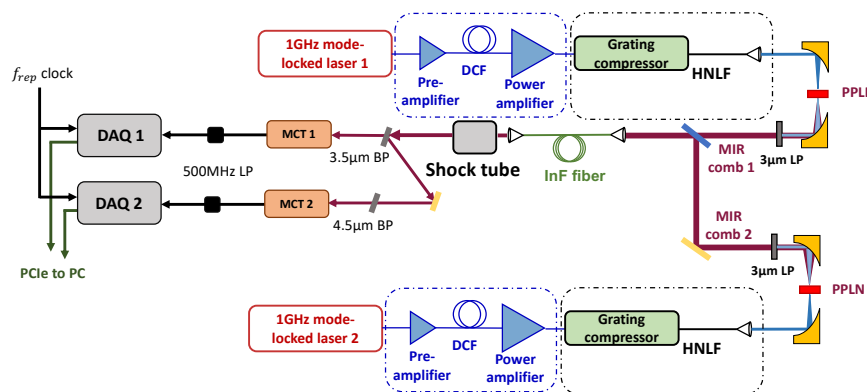 1GHz mode-
locked laser 1
Pre-
amplifier
DCF
Power
amplifier
Grating
compressor
HNLF
PPLI
f_rep clock
DAQ 1
500MHz LP
MCT 1
3.5µm BP
Shock tube
InF fiber
MIR
comb 1
3µm LP
DAQ 2
MCT 2
4.5µm BP
MIR
comb 2
3µm LP
PCIe to PC
PPLN
1GHz mode-
locked laser 2
Pre-
amplifier
DCF
Power
amplifier
Grating
compressor
HNLF